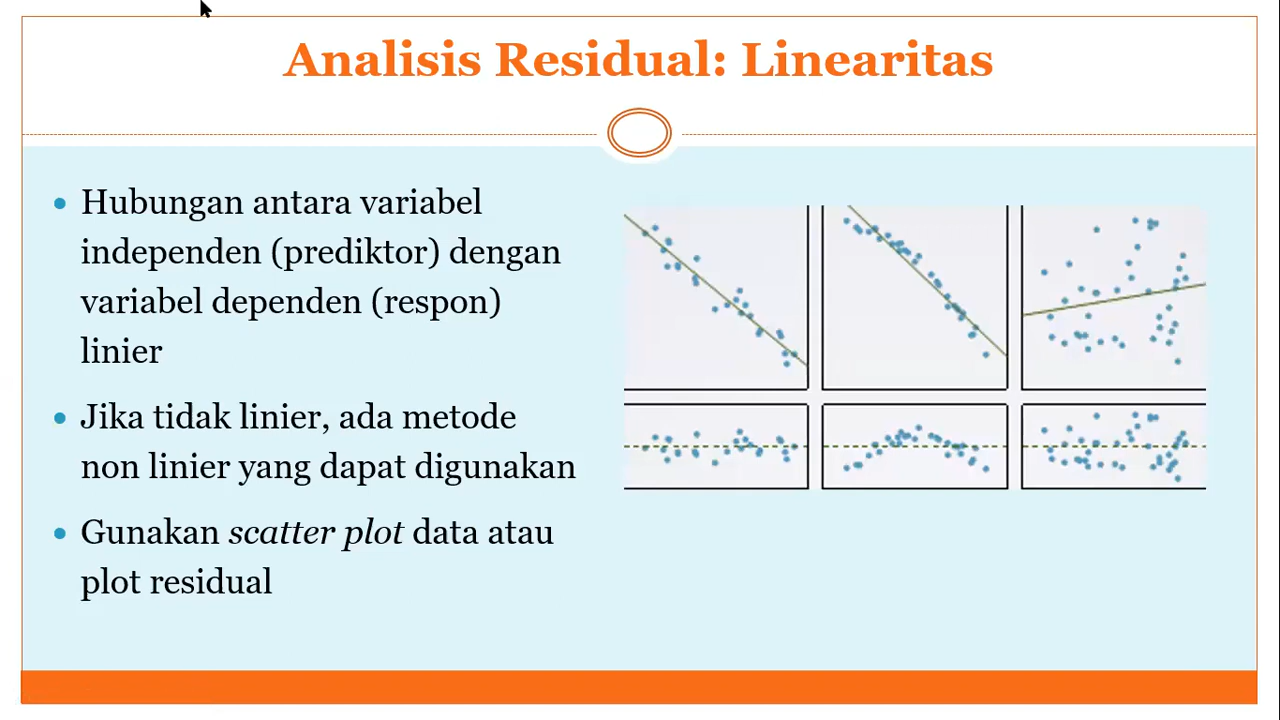 Analisis Residual: Linearitas
• Hubungan antara variabel
independen (prediktor) dengan
variabel dependen (respon)
linier
• Jika tidak linier, ada metode
non linier yang dapat digunakan
• Gunakan scatter plot data atau
plot residual